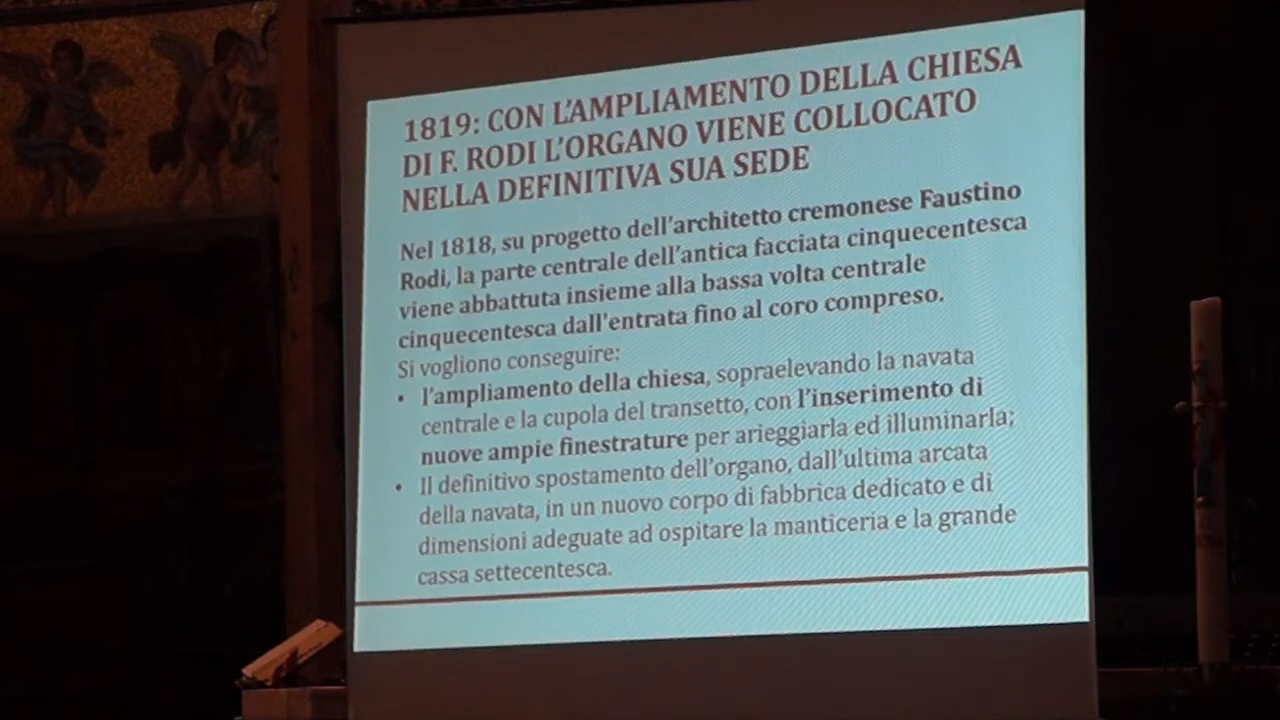 1819: CON L'AMPLIAMENTO DELLA CHIESA
DI F. RODI L'ORGANO VIENE COLLOCATO
NELLA DEFINITIVA SUA SEDE
Nel 1818, su progetto dell'architetto cremonese Faustino
Rodi, la parte centrale dell'antica facciata cinquecentesca
viene abbattuta insieme alla bassa volta centrale
cinquecentesca dall'entrata fino al coro compreso.
Si vogliono conseguire:
• l'ampliamento della chiesa, sopraelevando la navata
centrale e la cupola del transetto, con l'inserimento di
nuove ampie finestrature per arieggiarla ed illuminarla;
• Il definitivo spostamento dell'organo, dall'ultima arcata
della navata, in un nuovo corpo di fabbrica dedicato e di
dimensioni adeguate ad ospitare la manticeria e la grande
cassa settecentesca.